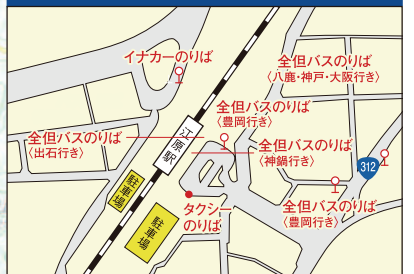 イナカーのりば
全但バスのりば
〈八鹿・神戸・大阪行き〉
全但バスのりば
〈豊岡行き〉
全但バスのりば
〈出石行き〉
江原駅
全但バスのりば
〈神鍋行き〉
312
駐車場
タクシー
のりば
全但バスのりば
〈豊岡行き〉
駐車場